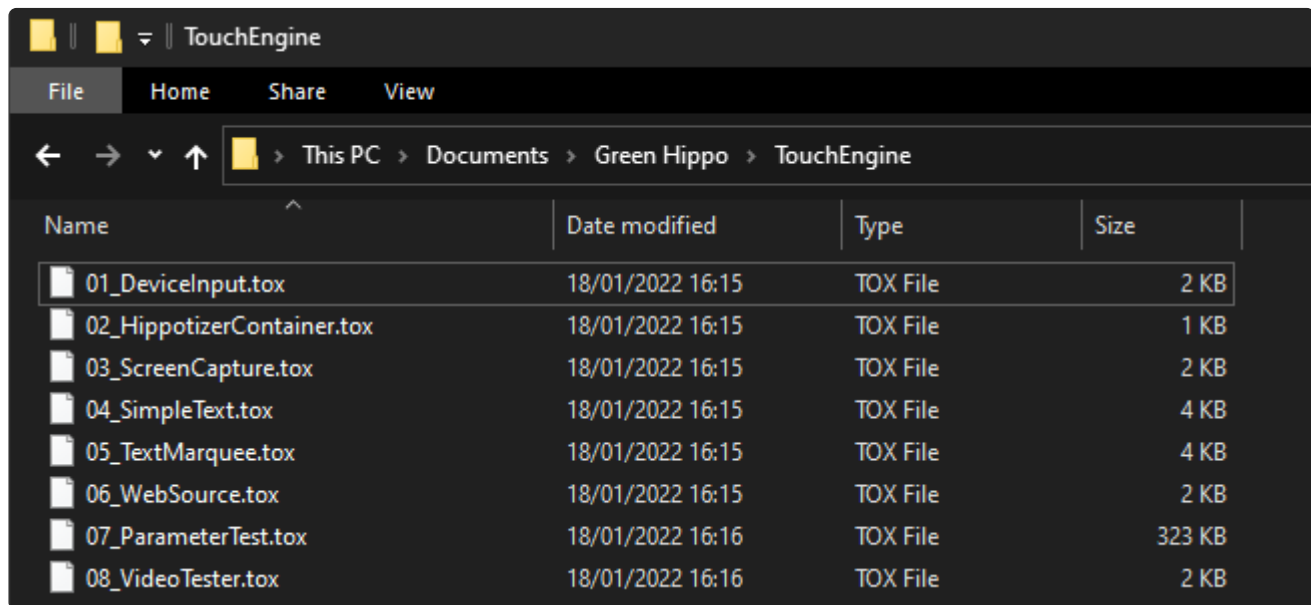 TouchEngine
File Home Share View
This PC > Documents > Green Hippo > TouchEngine
Name Date modified Type Size
01_DeviceInput.tox 18/01/2022 16:15 TOX File 2 KB
02_HippotizerContainer.tox 18/01/2022 16:15 TOX File 1 KB
03_ScreenCapture.tox 18/01/2022 16:15 TOX File 2 KB
04_SimpleText.tox 18/01/2022 16:15 TOX File 4 KB
05_TextMarquee.tox 18/01/2022 16:15 TOX File 4 KB
06_WebSource.tox 18/01/2022 16:15 TOX File 2 KB
07_ParameterTest.tox 18/01/2022 16:16 TOX File 323 KB
08_VideoTester.tox 18/01/2022 16:16 TOX File 2 KB